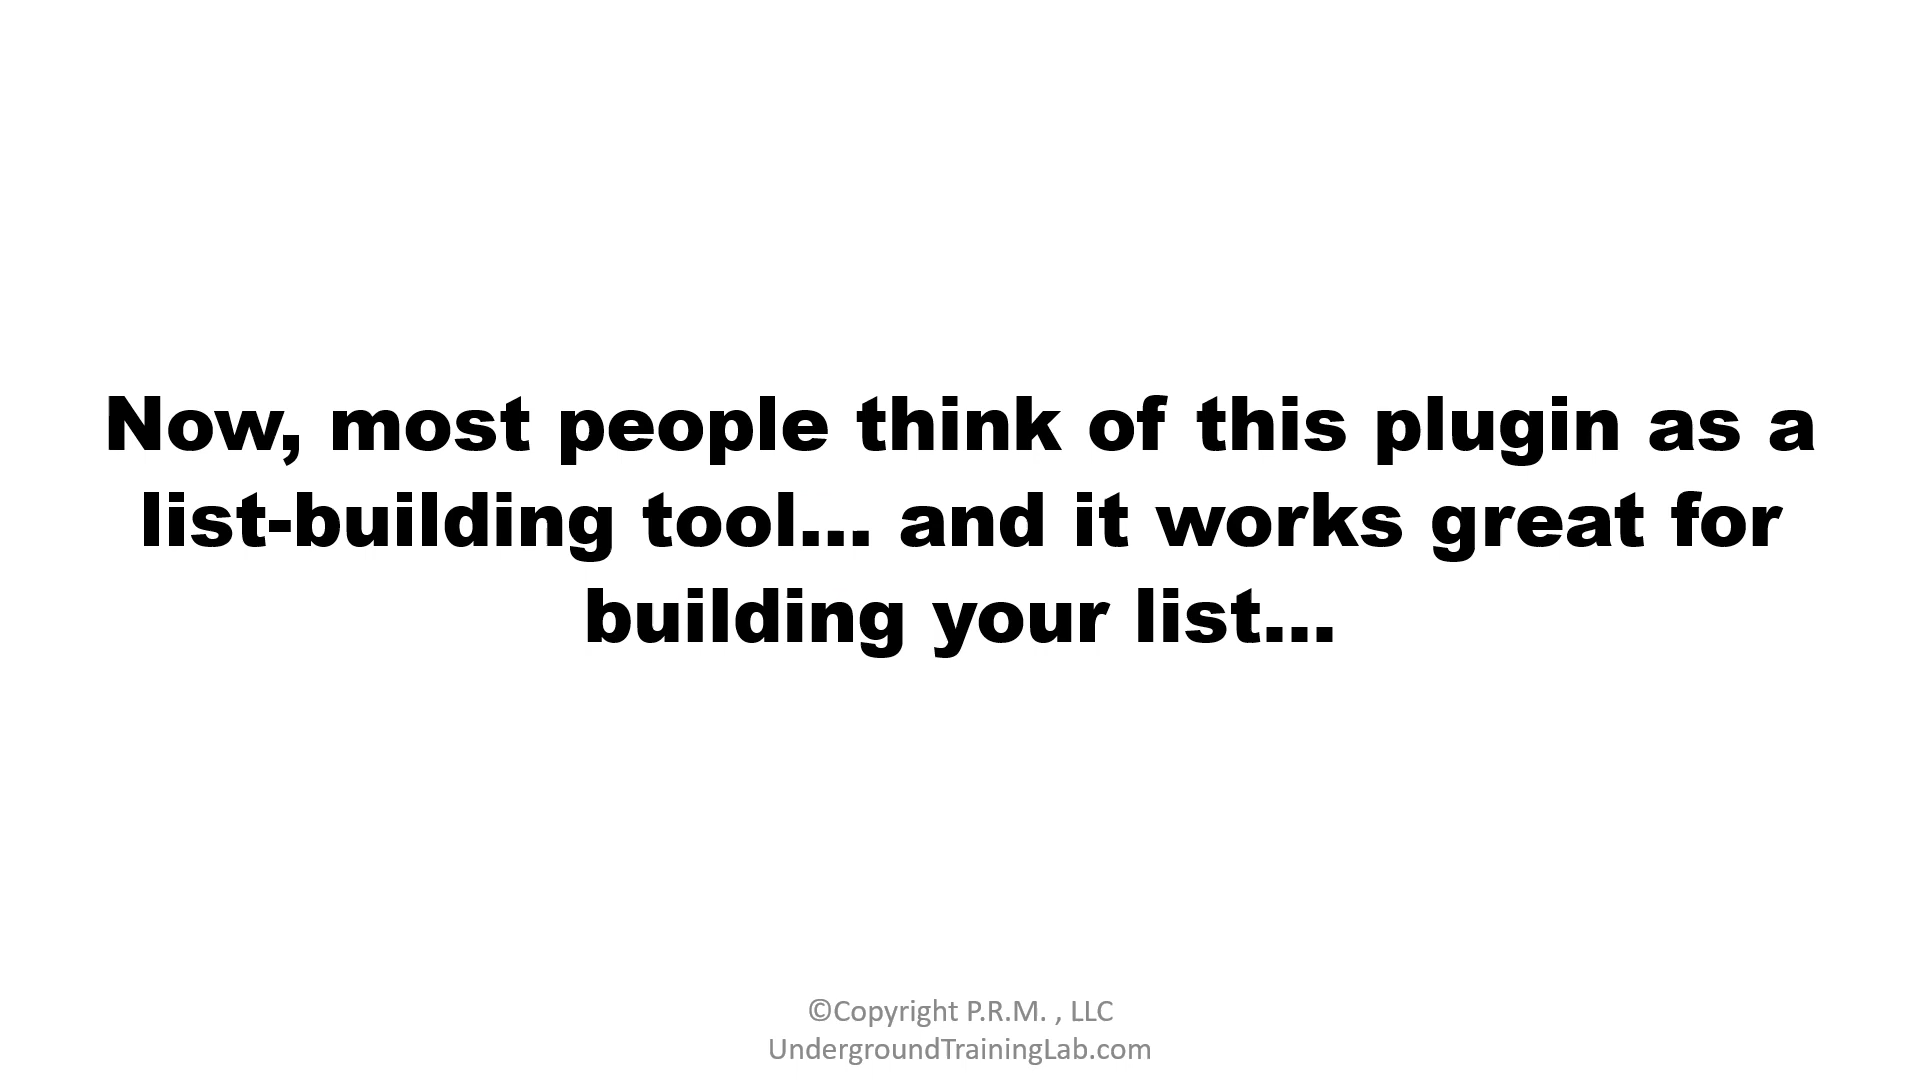 Now, most people think of this plugin as a
list-building tool... and it works great for
building your list...
©Copyright P.R.M. , LLC
UndergroundTrainingLab.com